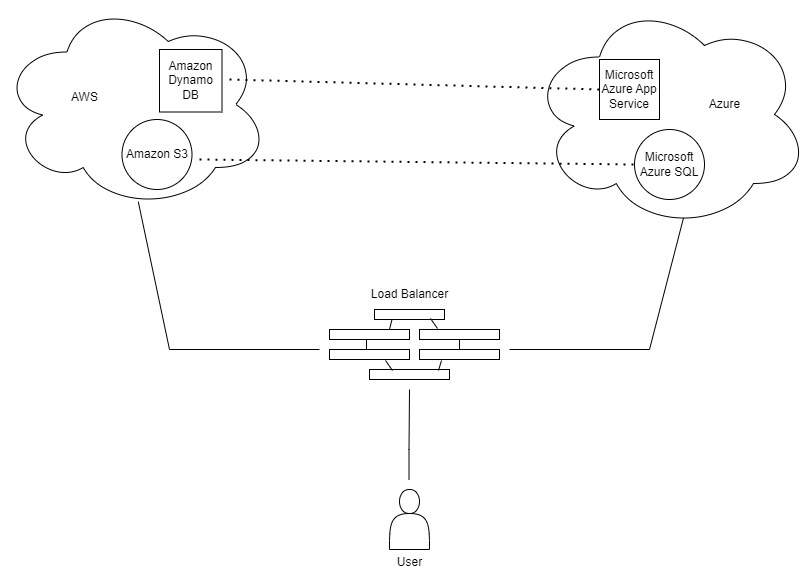 Amazon
Dynamo
DB
AWS
Amazon S3
Microsoft
Azure App
Service
Azure
Microsoft
Azure SQL
Load Balancer
User